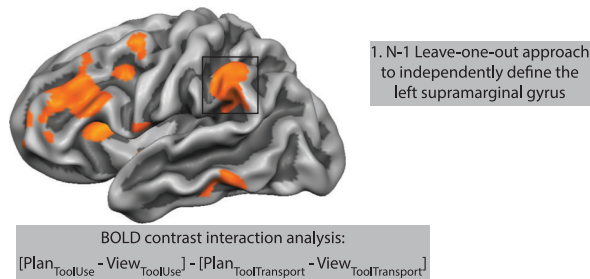 1. N-1 Leave-one-out approach
to independently define the
left supramarginal gyrus
BOLD contrast interaction analysis:
[PlanToolUse - ViewToolUse] - [PlanToolTransport - ViewToolTransport]